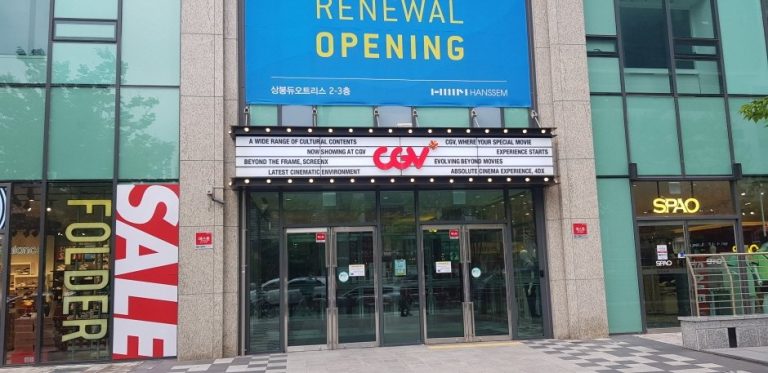 RENEWAL
OPENING
상봉듀오트리스 2-3층
HANSSEM
A WIDE RANGE OF CULTURAL CONTENTS
NOW SHOWING AT CGV
BEYOND THE FRAME, SCREENX
LATEST CINEMATIC ENVIRONMENT
CGV
CGV, WHERE YOUR SPECIAL MOVIE
EXPERIENCE STARTS
EVOLVING BEYOND MOVIES
ABSOLUTE CINEMA EXPERIENCE, 4DX
FOLDER
SALE
SPAO
SPAO
SPAO